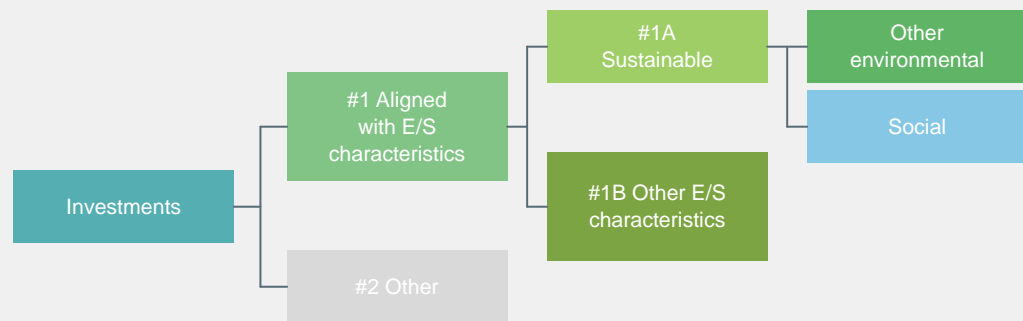 #1A
Sustainable
Other
environmental
#1 Aligned
with E/S
characteristics
Social
Investments
#1B Other E/S
characteristics
#2 Other